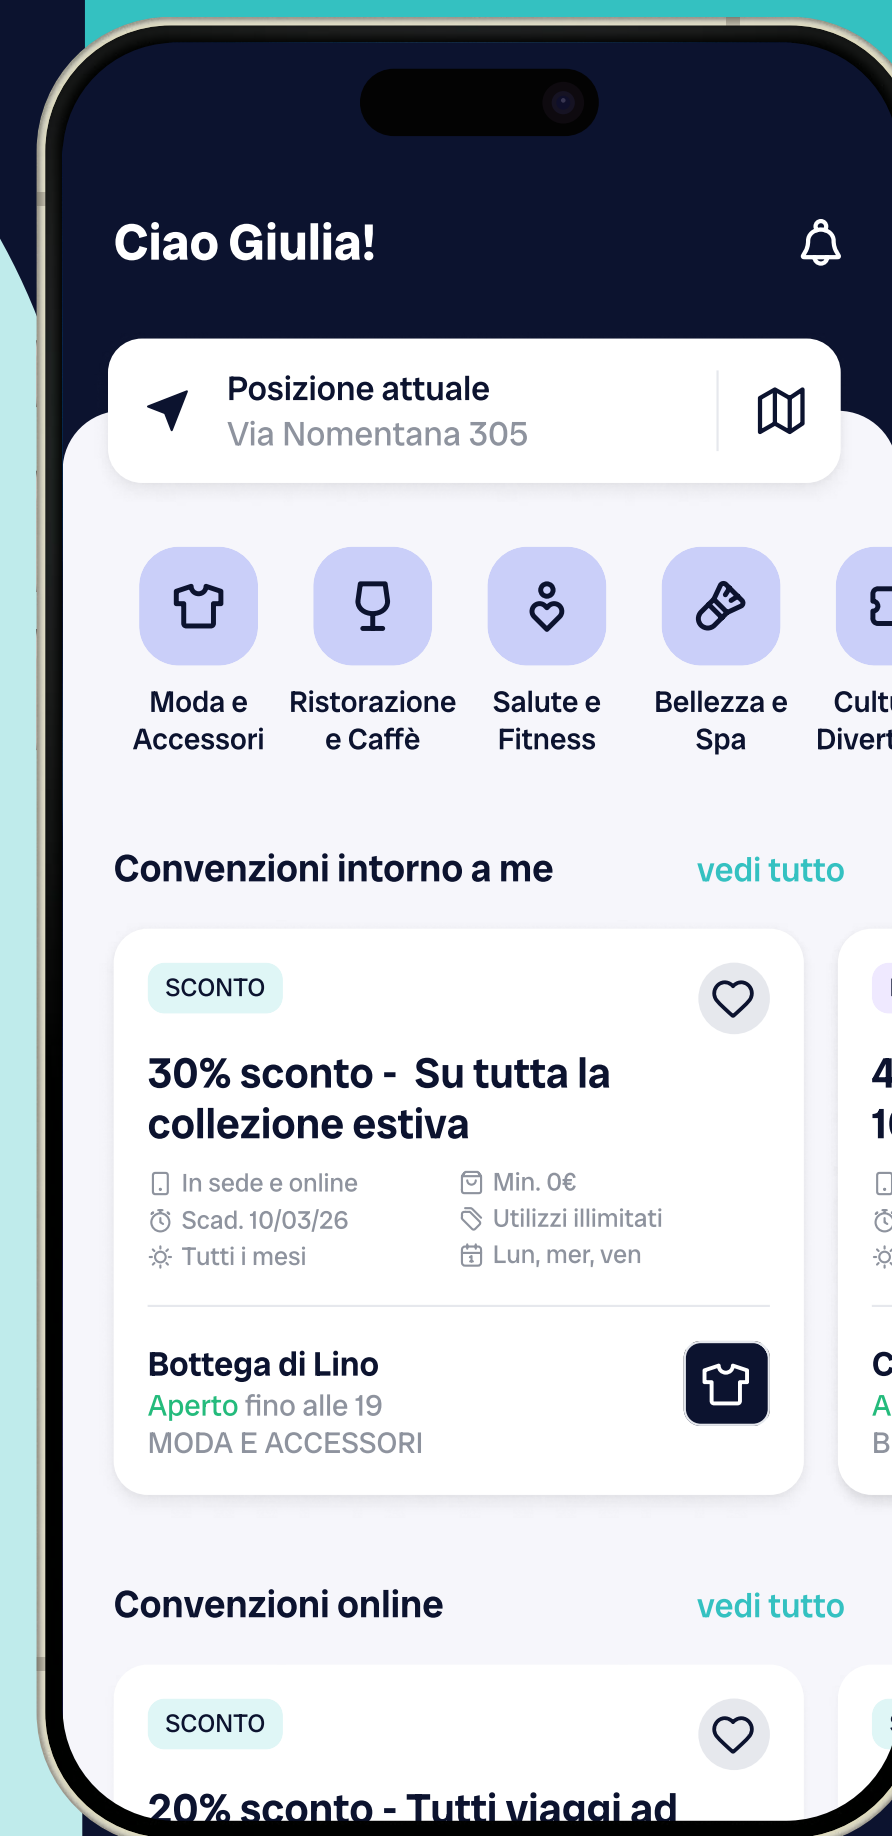 Ciao Giulia!
Posizione attuale
Via Nomentana 305
Moda e
Accessori
Ristorazione
e Caffè
Salute e
Fitness
Bellezza e
Spa
Convenzioni intorno a me
vedi tutto
SCONTO
30% sconto -  Su tutta la
collezione estiva
In sede e online
Min. 0€
Scad. 10/03/26
Utilizzi illimitati
Tutti i mesi
Lun, mer, ven
Bottega di Lino
Aperto fino alle 19
MODA E ACCESSORI
Convenzioni online
vedi tutto
SCONTO
20% sconto - Tutti viaggi ad